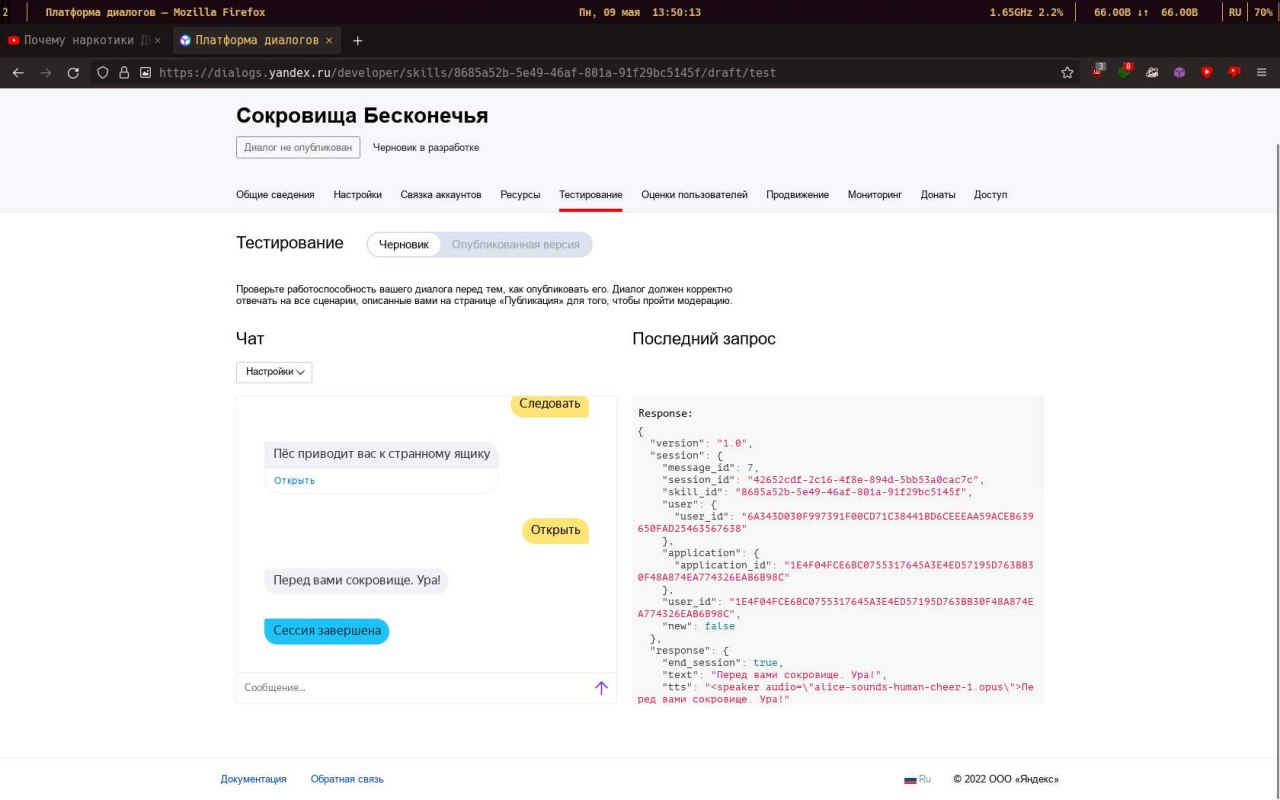 2 Платформа диалогов — Mozilla Firefox Пн, 09 мая 13:50:13 1.65GHz 2.2% 66.00B ↓↑ 66.00B RU 70%
Почему наркотики × Платформа диалогов × +
https://dialogs.yandex.ru/developer/skills/8685a52b-5e49-46af-801a-91f29bc5145f/draft/test 3 0
Сокровища Бесконечья
Диалог не опубликован Черновик в разработке
Общие сведения Настройки Связка аккаунтов Ресурсы Тестирование Оценки пользователей Продвижение Мониторинг Донаты Доступ
Тестирование Черновик Опубликованная версия
Проверьте работоспособность вашего диалога перед тем, как опубликовать его. Диалог должен корректно
отвечать на все сценарии, описанные вами на странице «Публикация» для того, чтобы пройти модерацию.
Чат
Настройки
Следовать
Пёс приводит вас к странному ящику
Открыть
Открыть
Перед вами сокровище. Ура!
Сессия завершена
Сообщение...
Последний запрос
Response:
{
"version": "1.0",
"session": {
"message_id": 7,
"session_id": "42652cdf-2c16-4f8e-894d-5bb53a0cac7c",
"skill_id": "8685a52b-5e49-46af-801a-91f29bc5145f",
"user": {
"user_id": "6A343D030F997391F00CD71C38441BD6CEEEAA59ACEB639
650FAD25463567638"
},
"application": {
"application_id": "1E4F04FCE6BC0755317645A3E4ED57195D763BB3
0F48A874EA774326EAB6B98C"
},
"user_id": "1E4F04FCE6BC0755317645A3E4ED57195D763BB30F48A874E
A774326EAB6B98C",
"new": false
},
"response": {
"end_session": true,
"text": "Перед вами сокровище. Ура!",
"tts": "<speaker audio=\"alice-sounds-human-cheer-1.opus\">Пе
ред вами сокровище. Ура!"
Документация Обратная связь Ru © 2022 ООО «Яндекс»